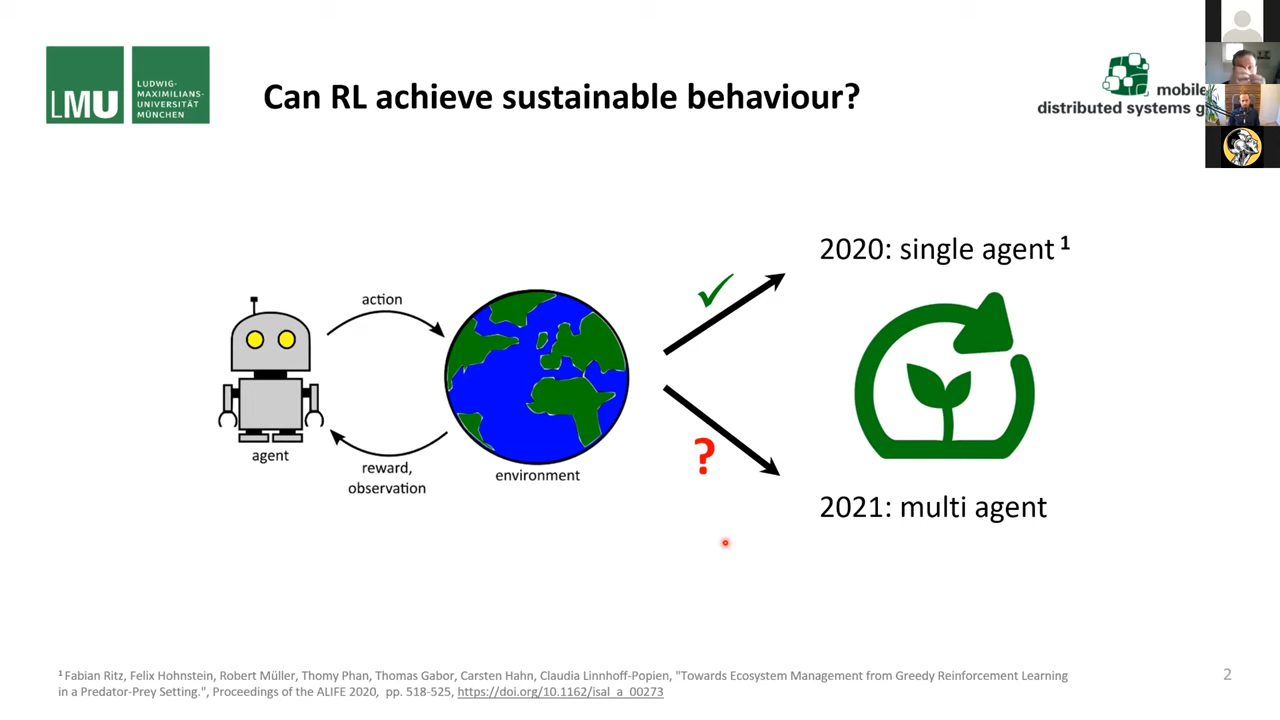 LMU
LUDWIG-
MAXIMILIANS-
UNIVERSITÄT
MÜNCHEN
Can RL achieve sustainable behaviour?
mobile
distributed systems g
2020: single agent 1
action
agent
reward,
observation
environment
?
2021: multi agent
1 Fabian Ritz, Felix Hohnstein, Robert Müller, Thomy Phan, Thomas Gabor, Carsten Hahn, Claudia Linnhoff-Popien, "Towards Ecosystem Management from Greedy Reinforcement Learning
in a Predator-Prey Setting.", Proceedings of the ALIFE 2020, pp. 518-525, https://doi.org/10.1162/isal_a_00273
2